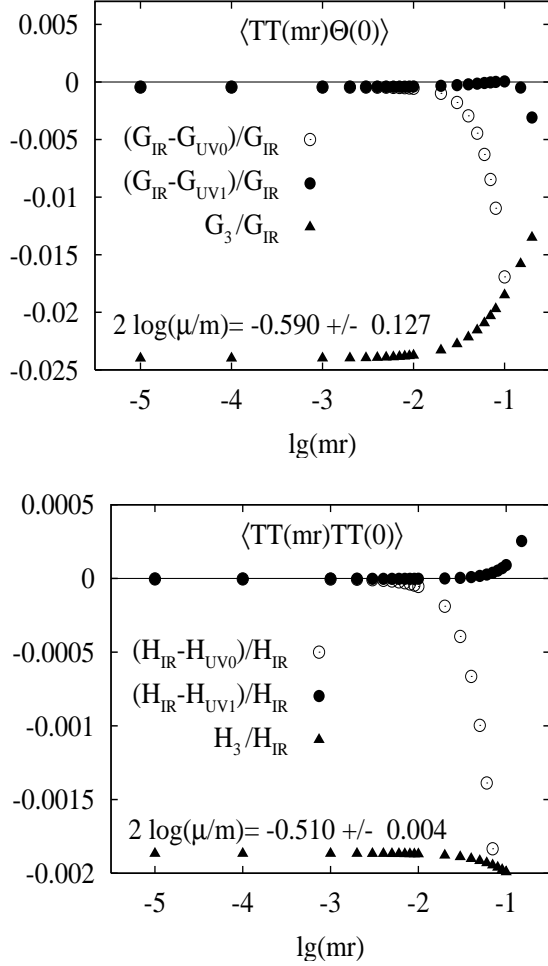 ⟨TT(mr)Θ(0)⟩
0.005
0
-0.005
-0.01
-0.015
-0.02
-0.025
(G_IR-G_UV0)/G_IR
(G_IR-G_UV1)/G_IR
G_3/G_IR
2 log(μ/m)= -0.590 +/- 0.127
-5 -4 -3 -2 -1
lg(mr)
⟨TT(mr)TT(0)⟩
0.0005
0
-0.0005
-0.001
-0.0015
-0.002
(H_IR-H_UV0)/H_IR
(H_IR-H_UV1)/H_IR
H_3/H_IR
2 log(μ/m)= -0.510 +/- 0.004
-5 -4 -3 -2 -1
lg(mr)